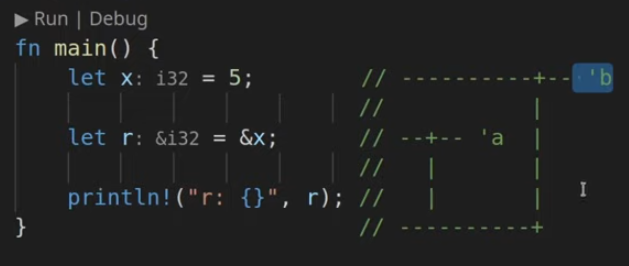 ▶ Run | Debug
fn main() {
    let x: i32 = 5;        // ----------+-- 'b
                           //           |
    let r: &i32 = &x;      // --+-- 'a  |
                           //   |       |
    println!("r: {}", r);  //   |       |
}                          // ----------+